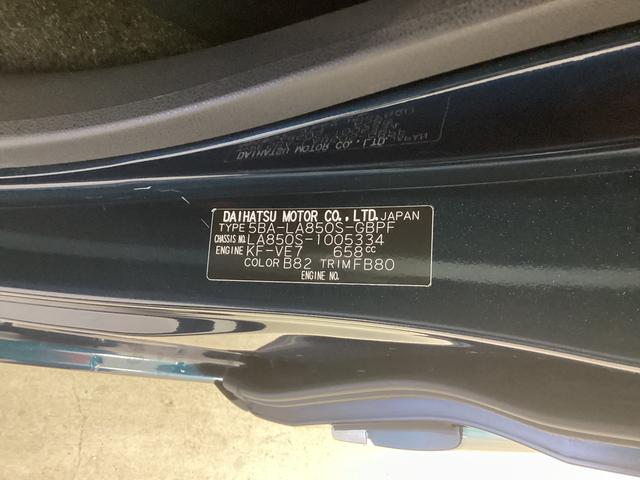 DAIHATSU MOTOR CO., LTD. JAPAN
TYPE 5BA-LA850S-GBPF
CHASSIS NO. LA850S-1005334
ENGINE KF-VE7 658CC
COLOR B82 TRIM FB80
ENGINE NO.